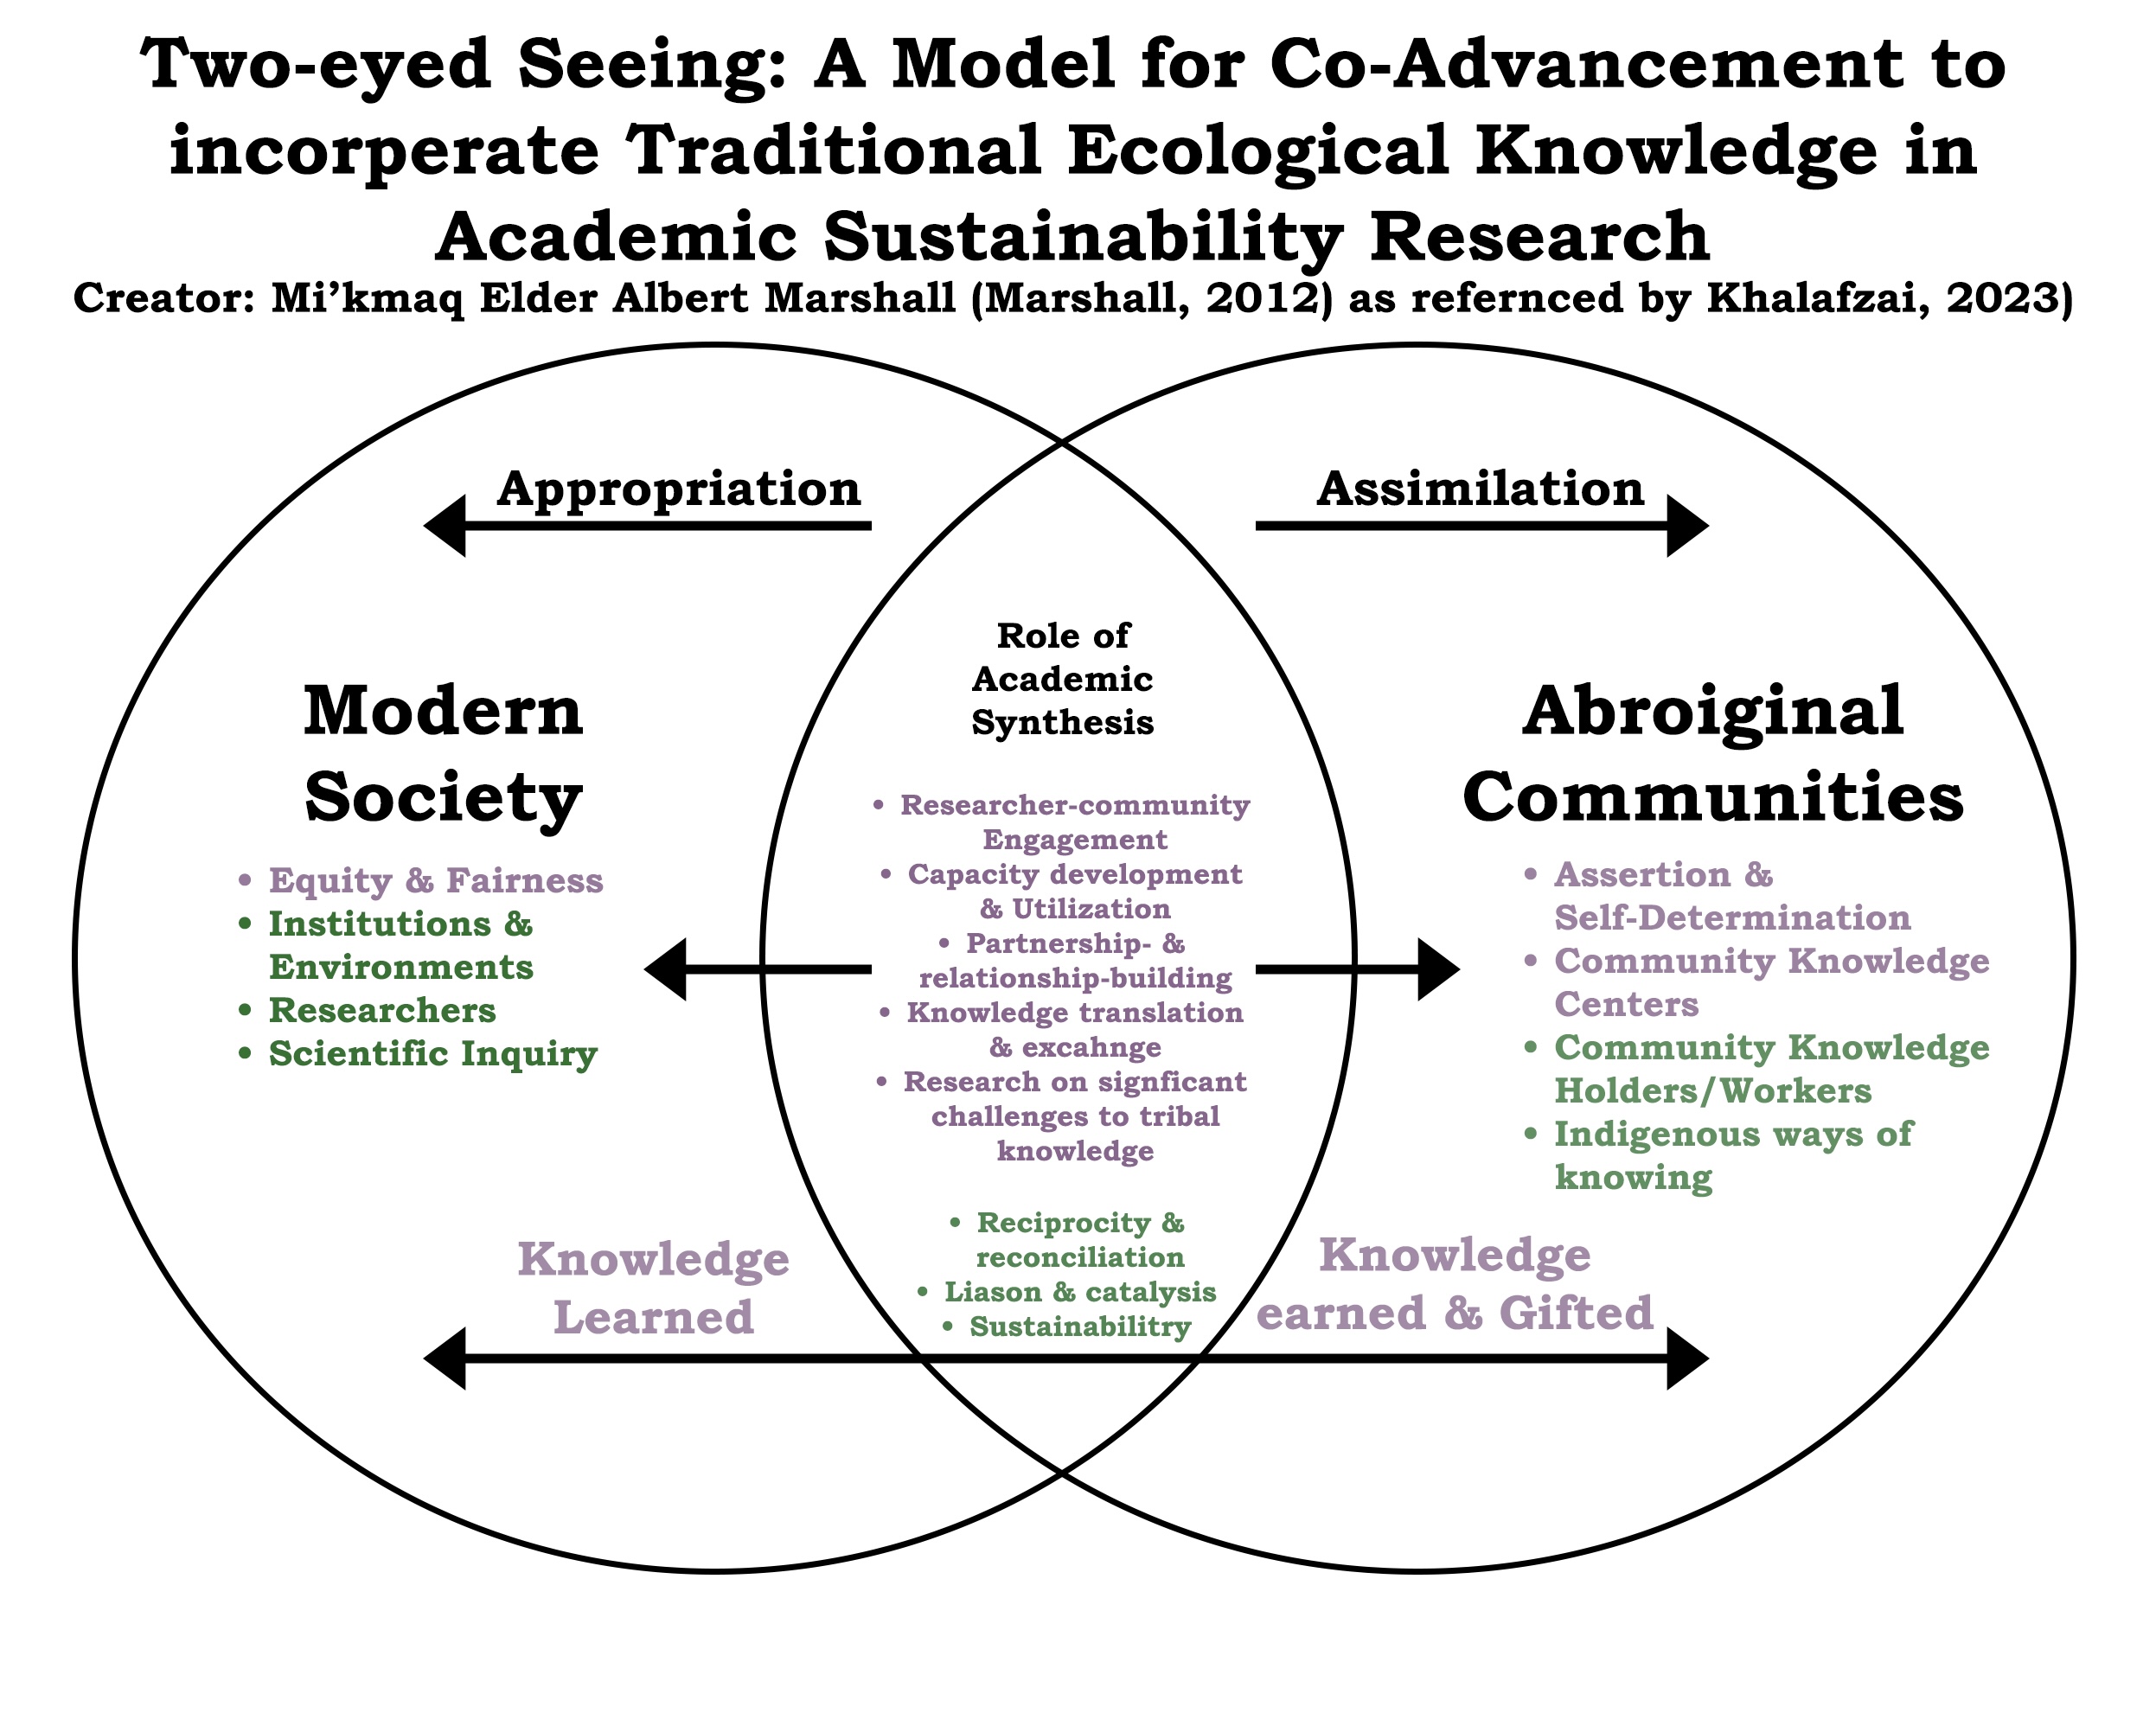 Two-eyed Seeing: A Model for Co-Advancement to
incorperate Traditional Ecological Knowledge in
Academic Sustainability Research
Creator: Mi’kmaq Elder Albert Marshall (Marshall, 2012) as refernced by Khalafzai, 2023)
Appropriation
Assimilation
Modern
Society
• Equity & Fairness
• Institutions &
Environments
• Researchers
• Scientific Inquiry
Role of
Academic
Synthesis
• Researcher-community
Engagement
• Capacity development
& Utilization
• Partnership- &
relationship-building
• Knowledge translation
& excahnge
• Research on signficant
challenges to tribal
knowledge
• Reciprocity &
reconciliation
• Liason & catalysis
• Sustainabilitry
Abroiginal
Communities
• Assertion &
Self-Determination
• Community Knowledge
Centers
• Community Knowledge
Holders/Workers
• Indigenous ways of
knowing
Knowledge
Learned
Knowledge
earned & Gifted